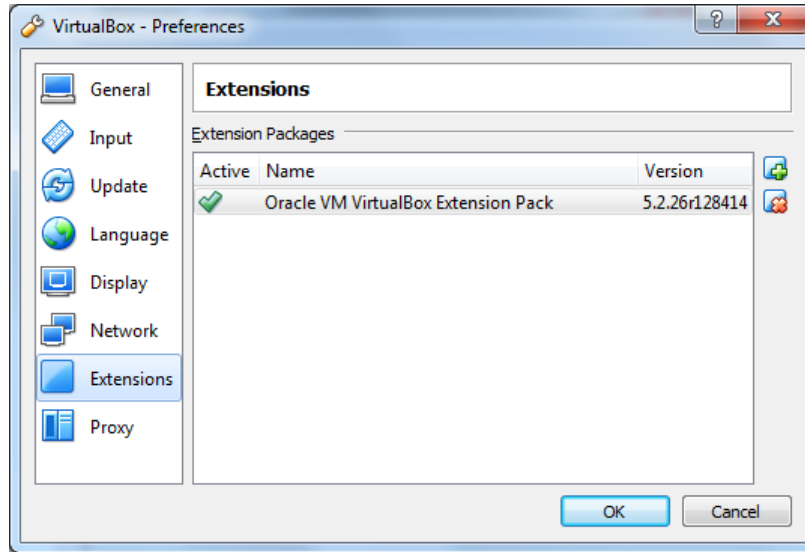 VirtualBox - Preferences
General
Input
Update
Language
Display
Network
Extensions
Proxy
Extensions
Extension Packages
Active Name Version
Oracle VM VirtualBox Extension Pack 5.2.26r128414
OK Cancel